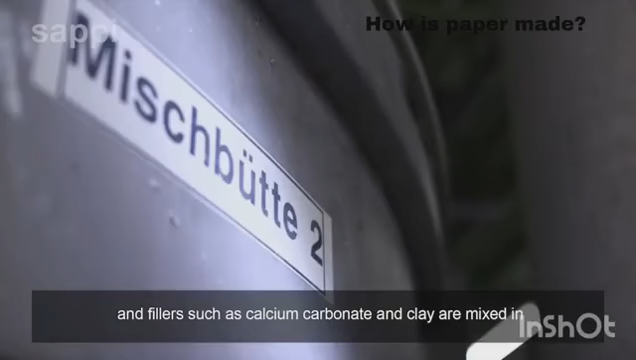 sappi
How is paper made?
Mischbütte 2
and fillers such as calcium carbonate and clay are mixed in
InShOt